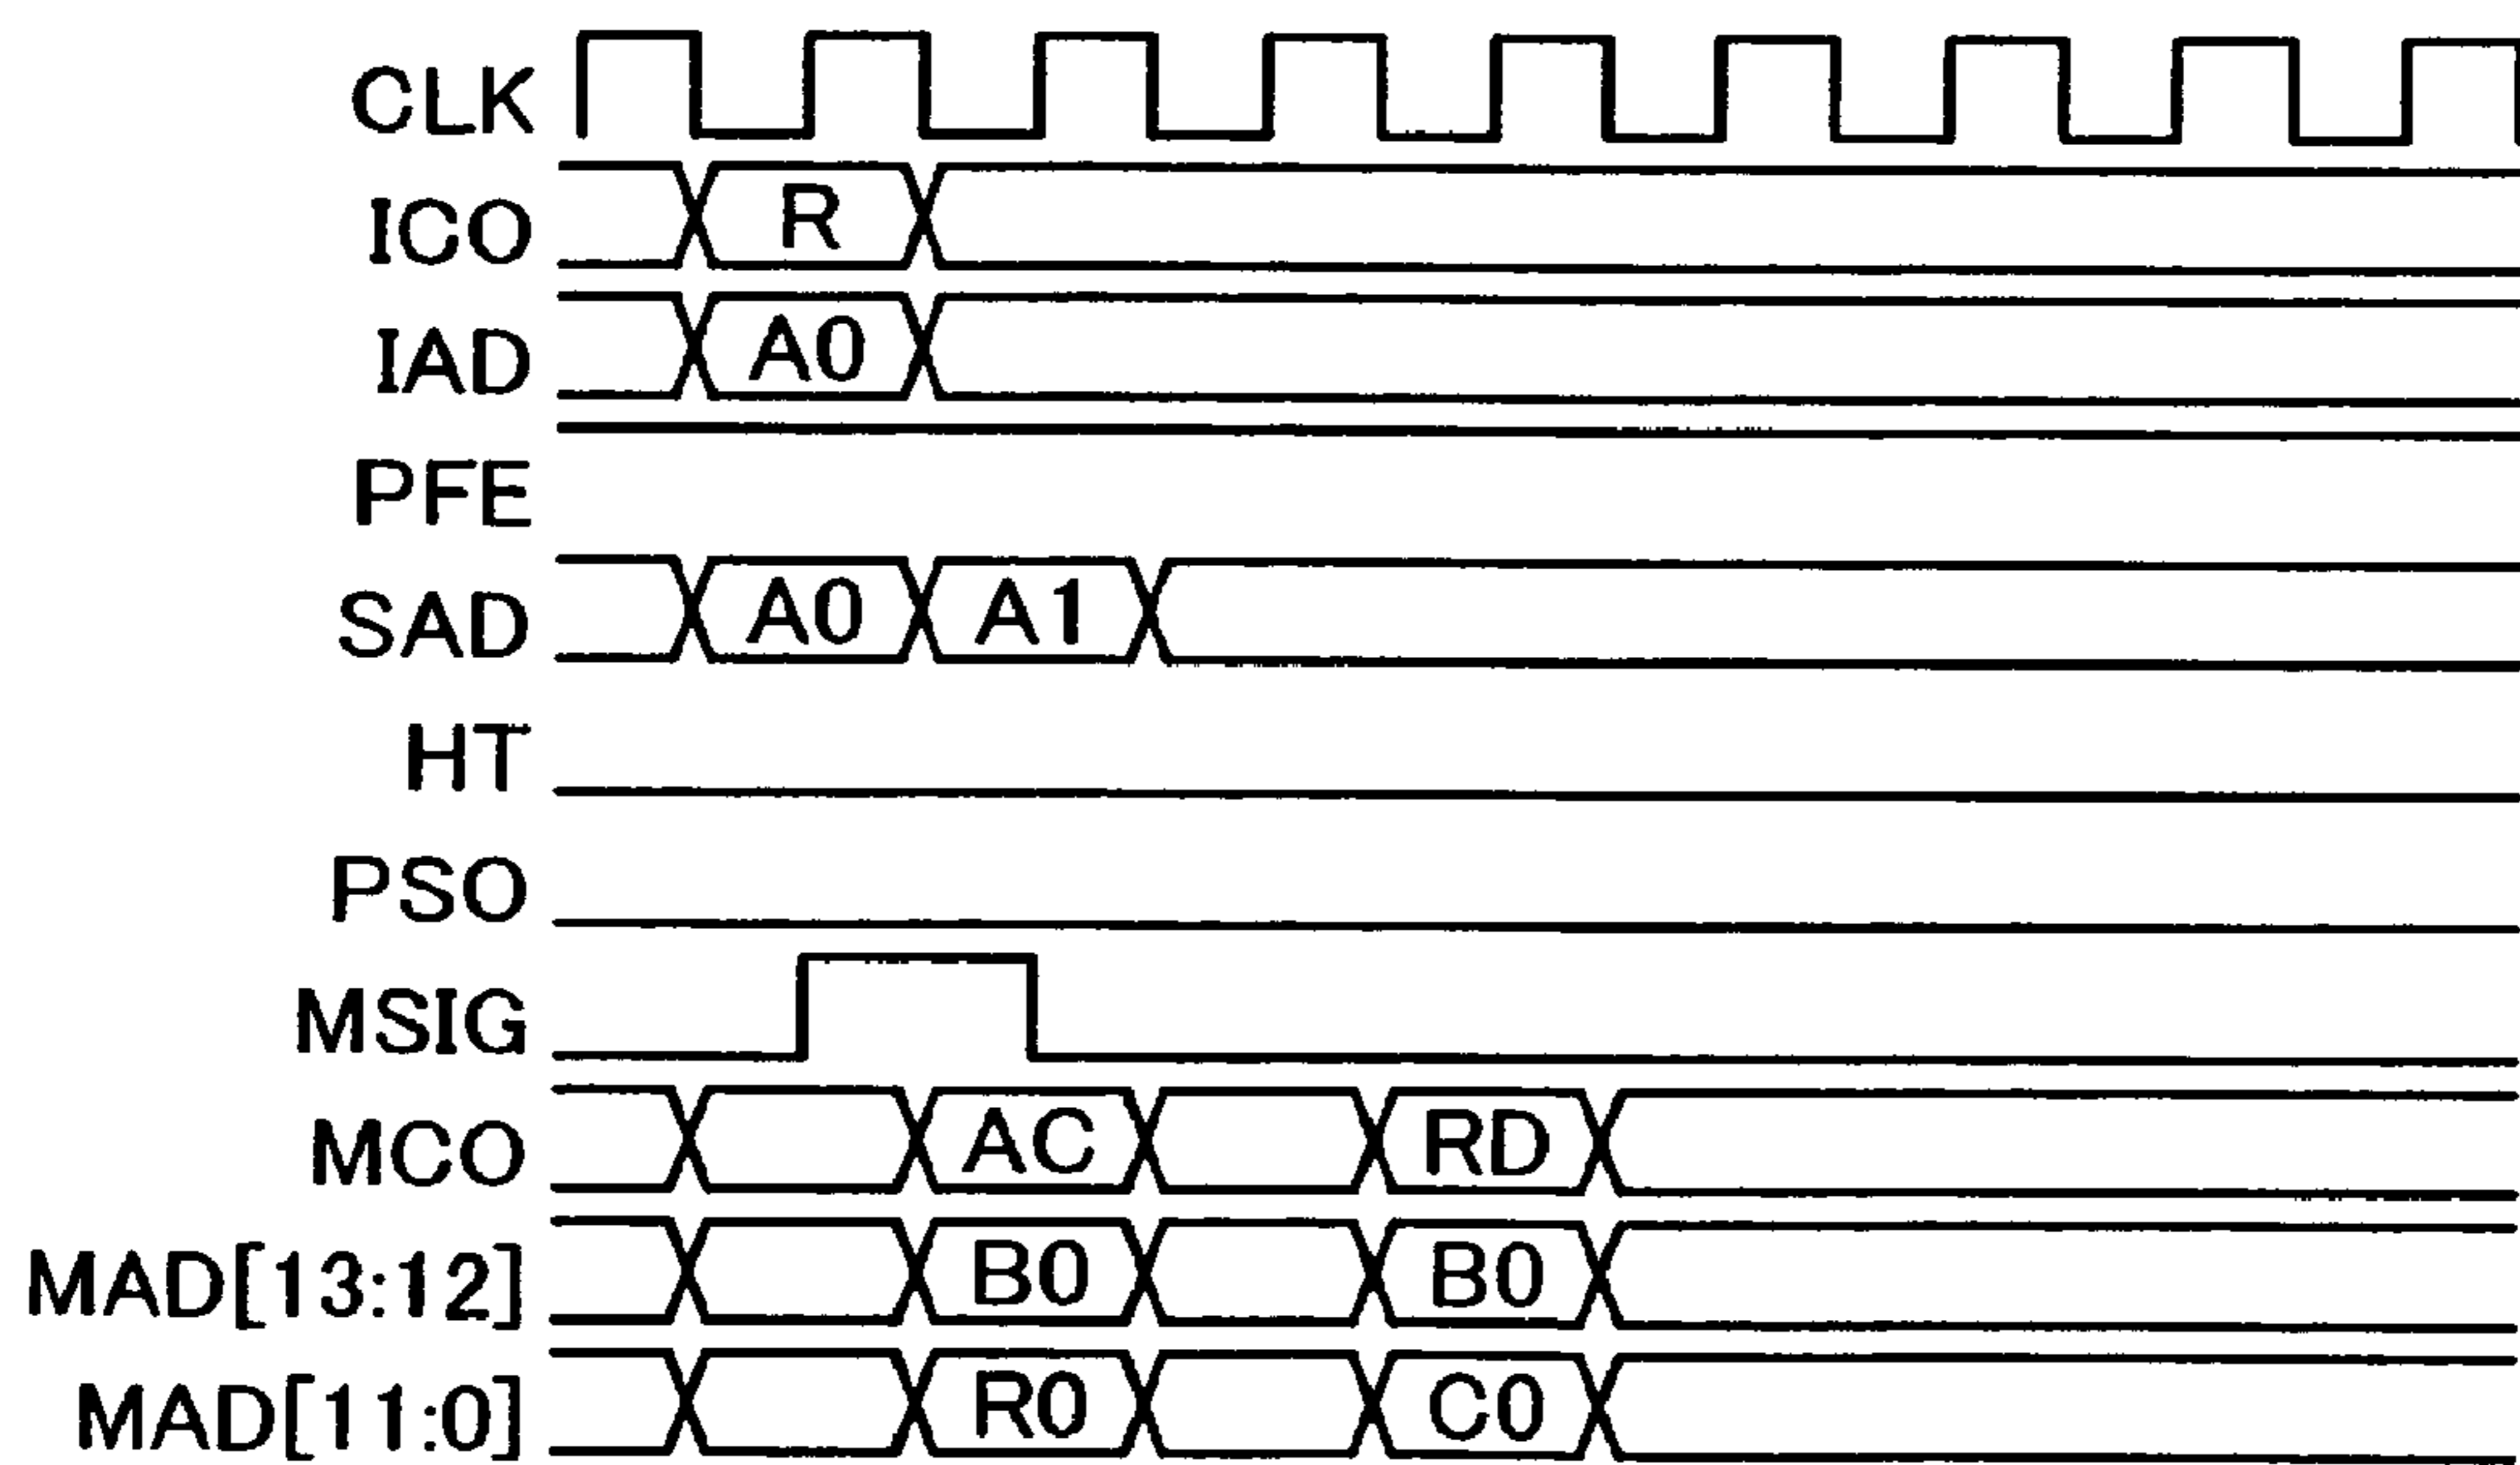 CLK
ICO R
IAD A0
PFE
SAD A0 A1
HT
PSO
MSIG
MCO AC RD
MAD[13:12] B0 B0
MAD[11:0] R0 C0